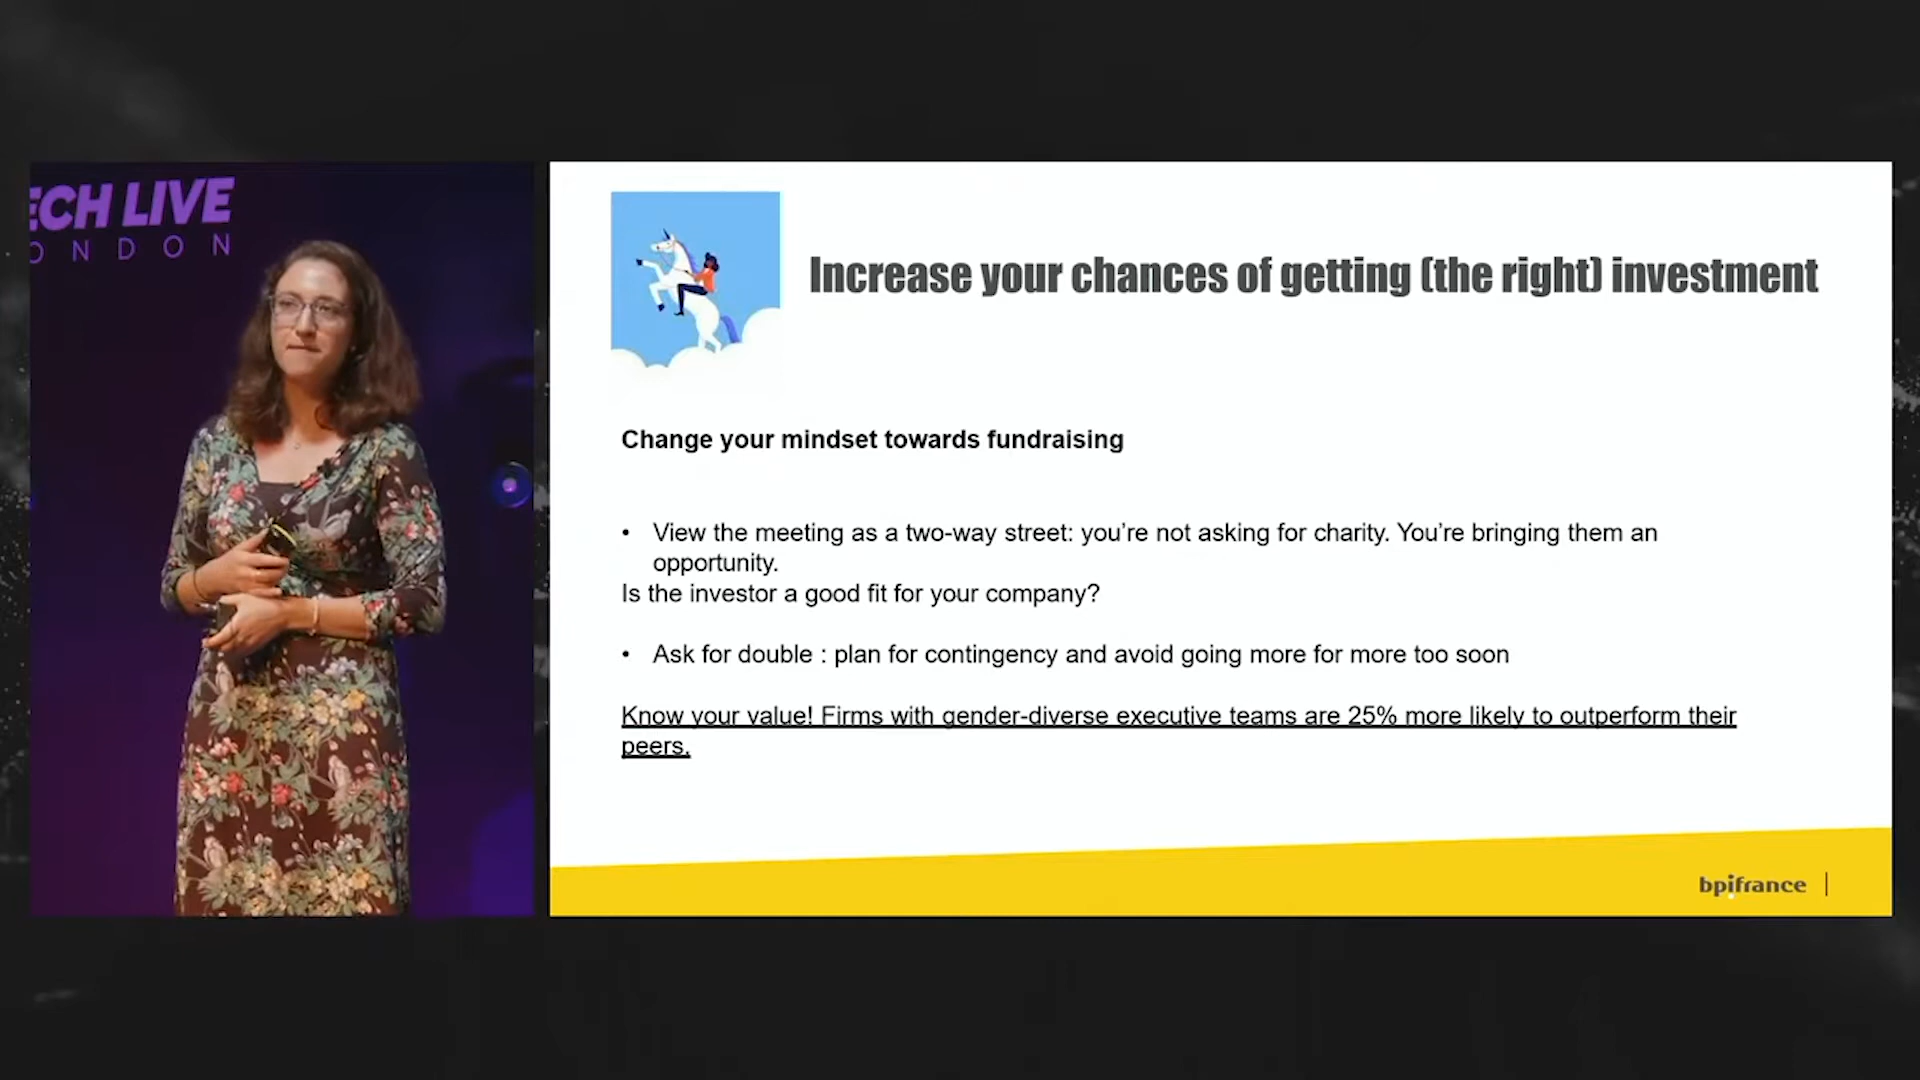 ECH LIVE
ONDON
Increase your chances of getting (the right) investment
Change your mindset towards fundraising
• View the meeting as a two-way street: you’re not asking for charity. You’re bringing them an
opportunity.
Is the investor a good fit for your company?
• Ask for double : plan for contingency and avoid going more for more too soon
Know your value! Firms with gender-diverse executive teams are 25% more likely to outperform their
peers.
bpifrance